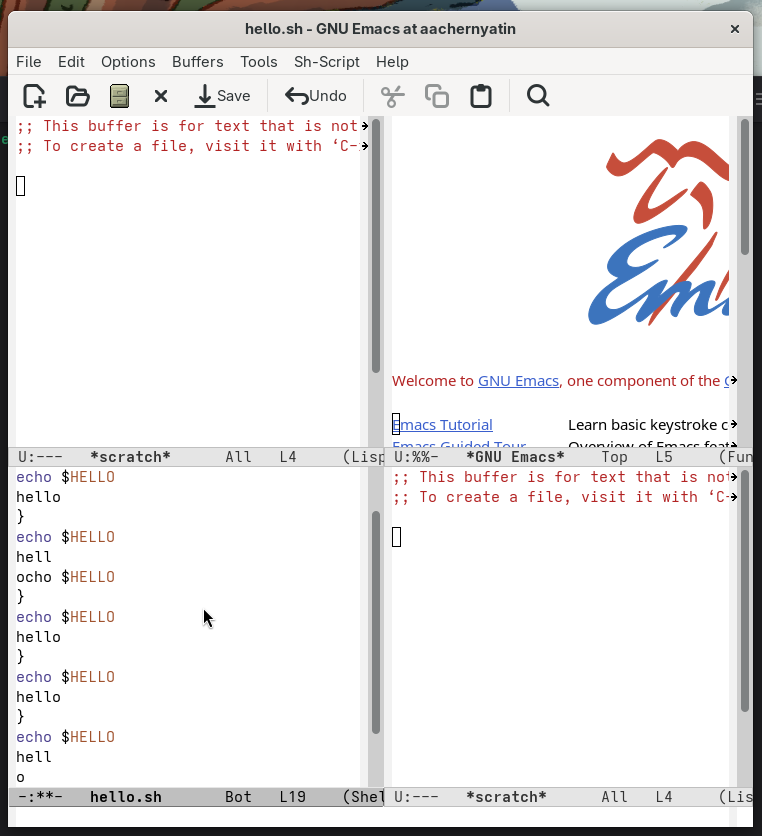 hello.sh - GNU Emacs at aachernyatin
File Edit Options Buffers Tools Sh-Script Help
Save Undo
;; This buffer is for text that is not
;; To create a file, visit it with ‘C-
Em
Welcome to GNU Emacs, one component of the
Emacs Tutorial Learn basic keystroke c
Emacs Guided Tour Overview of Emacs feat
U:--- *scratch* All L4 (Lisp
U:%%- *GNU Emacs* Top L5 (Fun
echo $HELLO
hello
}
echo $HELLO
hell
ocho $HELLO
}
echo $HELLO
hello
}
echo $HELLO
hello
}
echo $HELLO
hell
o
-:**- hello.sh Bot L19 (Shel
;; This buffer is for text that is not
;; To create a file, visit it with ‘C-
U:--- *scratch* All L4 (Lis